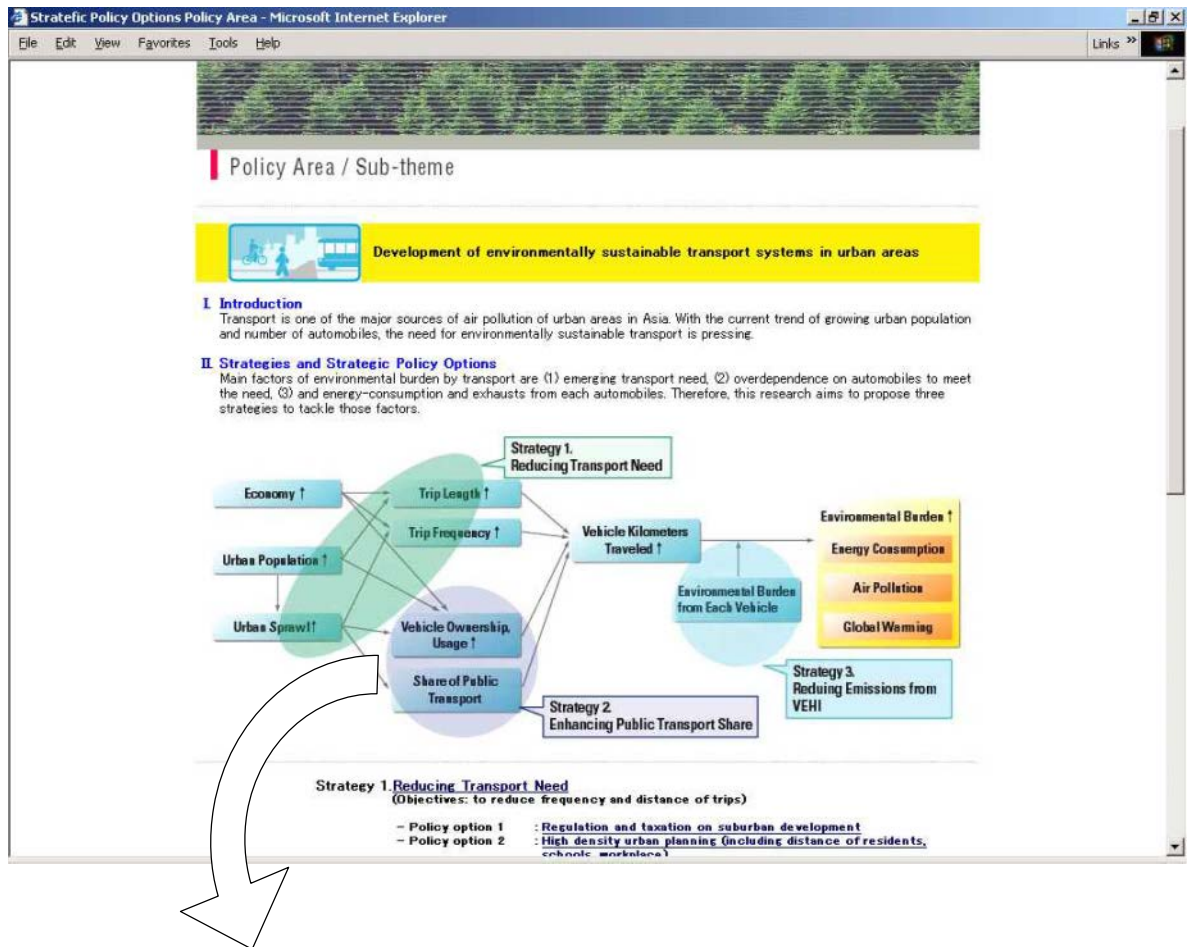 Stratefic Policy Options Policy Area - Microsoft Internet Explorer
File Edit View Favorites Tools Help
Links »
Policy Area / Sub-theme
Development of environmentally sustainable transport systems in urban areas
I. Introduction
Transport is one of the major sources of air pollution of urban areas in Asia. With the current trend of growing urban population
and number of automobiles, the need for environmentally sustainable transport is pressing.
II. Strategies and Strategic Policy Options
Main factors of environmental burden by transport are (1) emerging transport need, (2) overdependence on automobiles to meet
the need, (3) and energy-consumption and exhausts from each automobiles. Therefore, this research aims to propose three
strategies to tackle those factors.
Strategy 1.
Reducing Transport Need
Economy ↑
Trip Length ↑
Trip Frequency ↑
Urban Population ↑
Urban Sprawl↑
Vehicle Ownership,
Usage ↑
Share of Public
Transport
Vehicle Kilometers
Traveled ↑
Environmental Burden
from Each Vehicle
Environmental Burden ↑
Energy Consumption
Air Pollution
Global Warming
Strategy 2.
Enhancing Public Transport Share
Strategy 3.
Reduing Emissions from
VEHI
Strategy 1. Reducing Transport Need
(Objectives: to reduce frequency and distance of trips)
- Policy option 1 : Regulation and taxation on suburban development
- Policy option 2 : High density urban planning (including distance of residents,
schools, workplace)